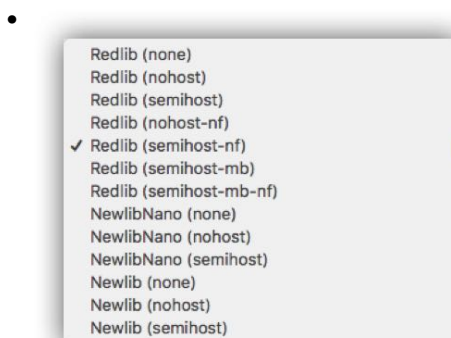 Redlib (none)
Redlib (nohost)
Redlib (semihost)
Redlib (nohost-nf)
✓ Redlib (semihost-nf)
Redlib (semihost-mb)
Redlib (semihost-mb-nf)
NewlibNano (none)
NewlibNano (nohost)
NewlibNano (semihost)
Newlib (none)
Newlib (nohost)
Newlib (semihost)